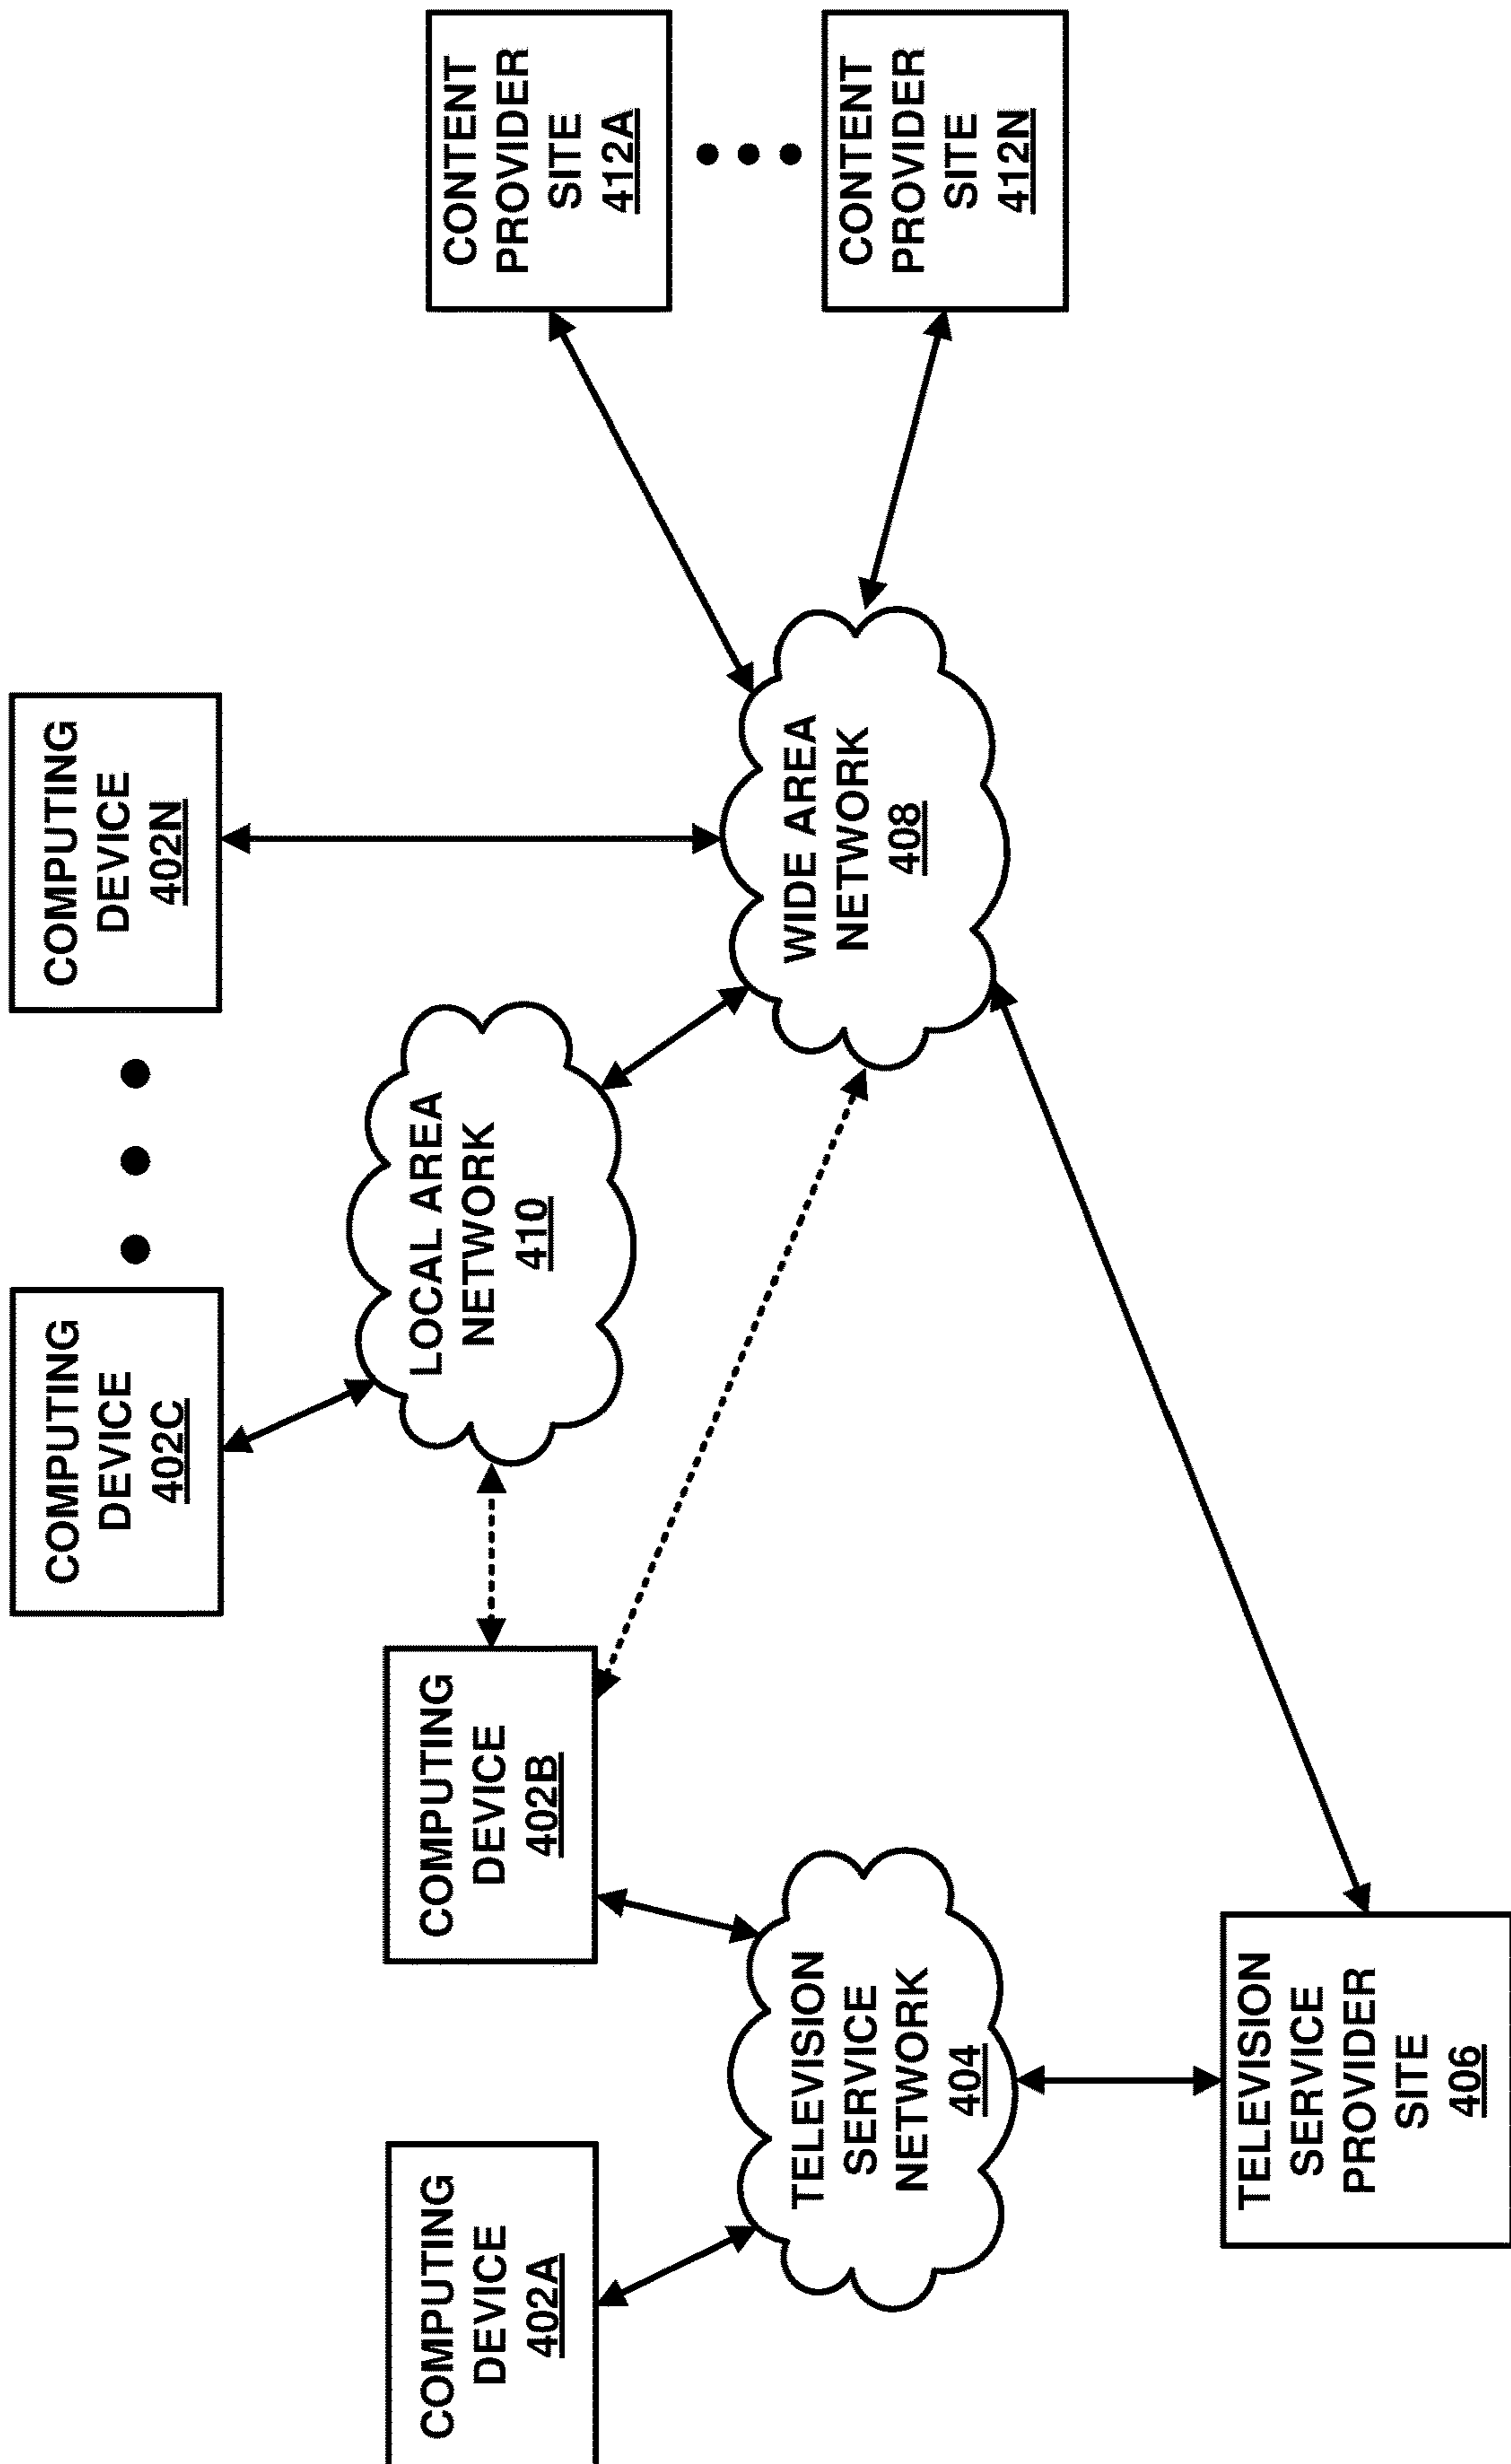 COMPUTING
DEVICE
402A
COMPUTING
DEVICE
402B
COMPUTING
DEVICE
402C
COMPUTING
DEVICE
402N
TELEVISION
SERVICE
NETWORK
404
LOCAL AREA
NETWORK
410
WIDE AREA
NETWORK
408
CONTENT
PROVIDER
SITE
412A
CONTENT
PROVIDER
SITE
412N
TELEVISION
SERVICE
PROVIDER
SITE
406